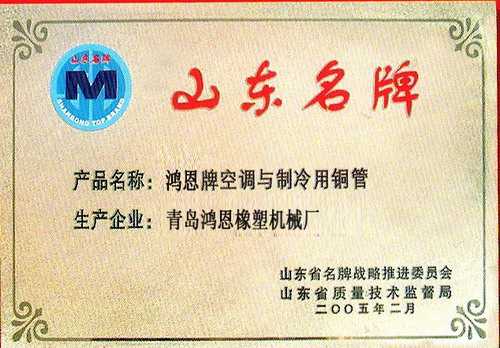 山东名牌
M
SHANDONG TOP BRAND
山东名牌
产品名称：鸿恩牌空调与制冷用铜管
生产企业：青岛鸿恩橡塑机械厂
山东省名牌战略推进委员会
山东省质量技术监督局
二〇〇五年二月